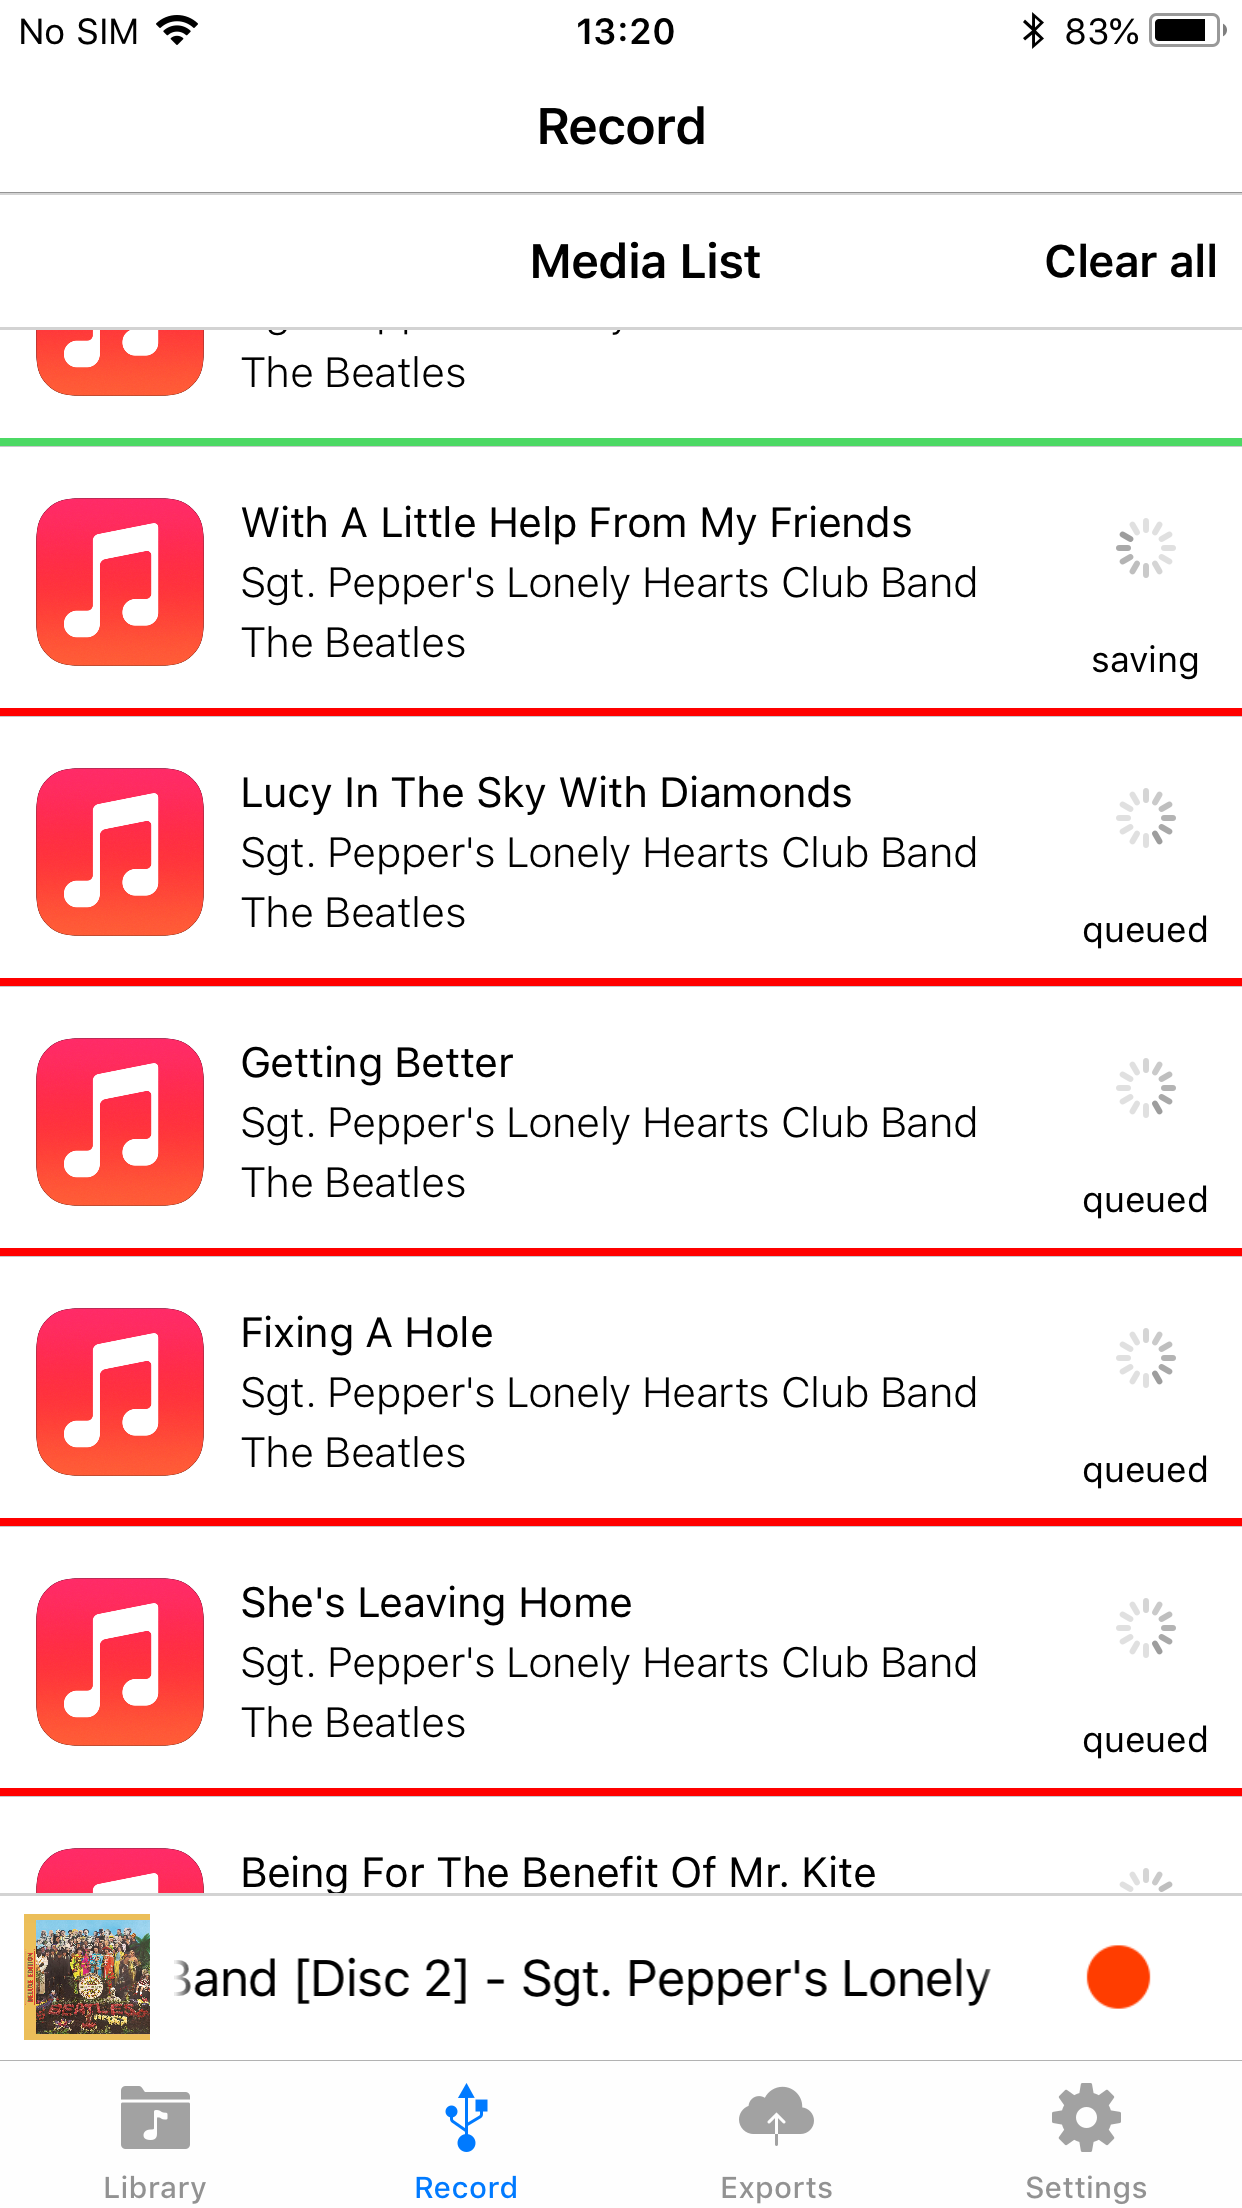 No SIM 13:20 83%
Record
Media List Clear all
The Beatles
With A Little Help From My Friends
Sgt. Pepper's Lonely Hearts Club Band
The Beatles
saving
Lucy In The Sky With Diamonds
Sgt. Pepper's Lonely Hearts Club Band
The Beatles
queued
Getting Better
Sgt. Pepper's Lonely Hearts Club Band
The Beatles
queued
Fixing A Hole
Sgt. Pepper's Lonely Hearts Club Band
The Beatles
queued
She's Leaving Home
Sgt. Pepper's Lonely Hearts Club Band
The Beatles
queued
Being For The Benefit Of Mr. Kite
Band [Disc 2] - Sgt. Pepper's Lonely
BEATLES
Library Record Exports Settings